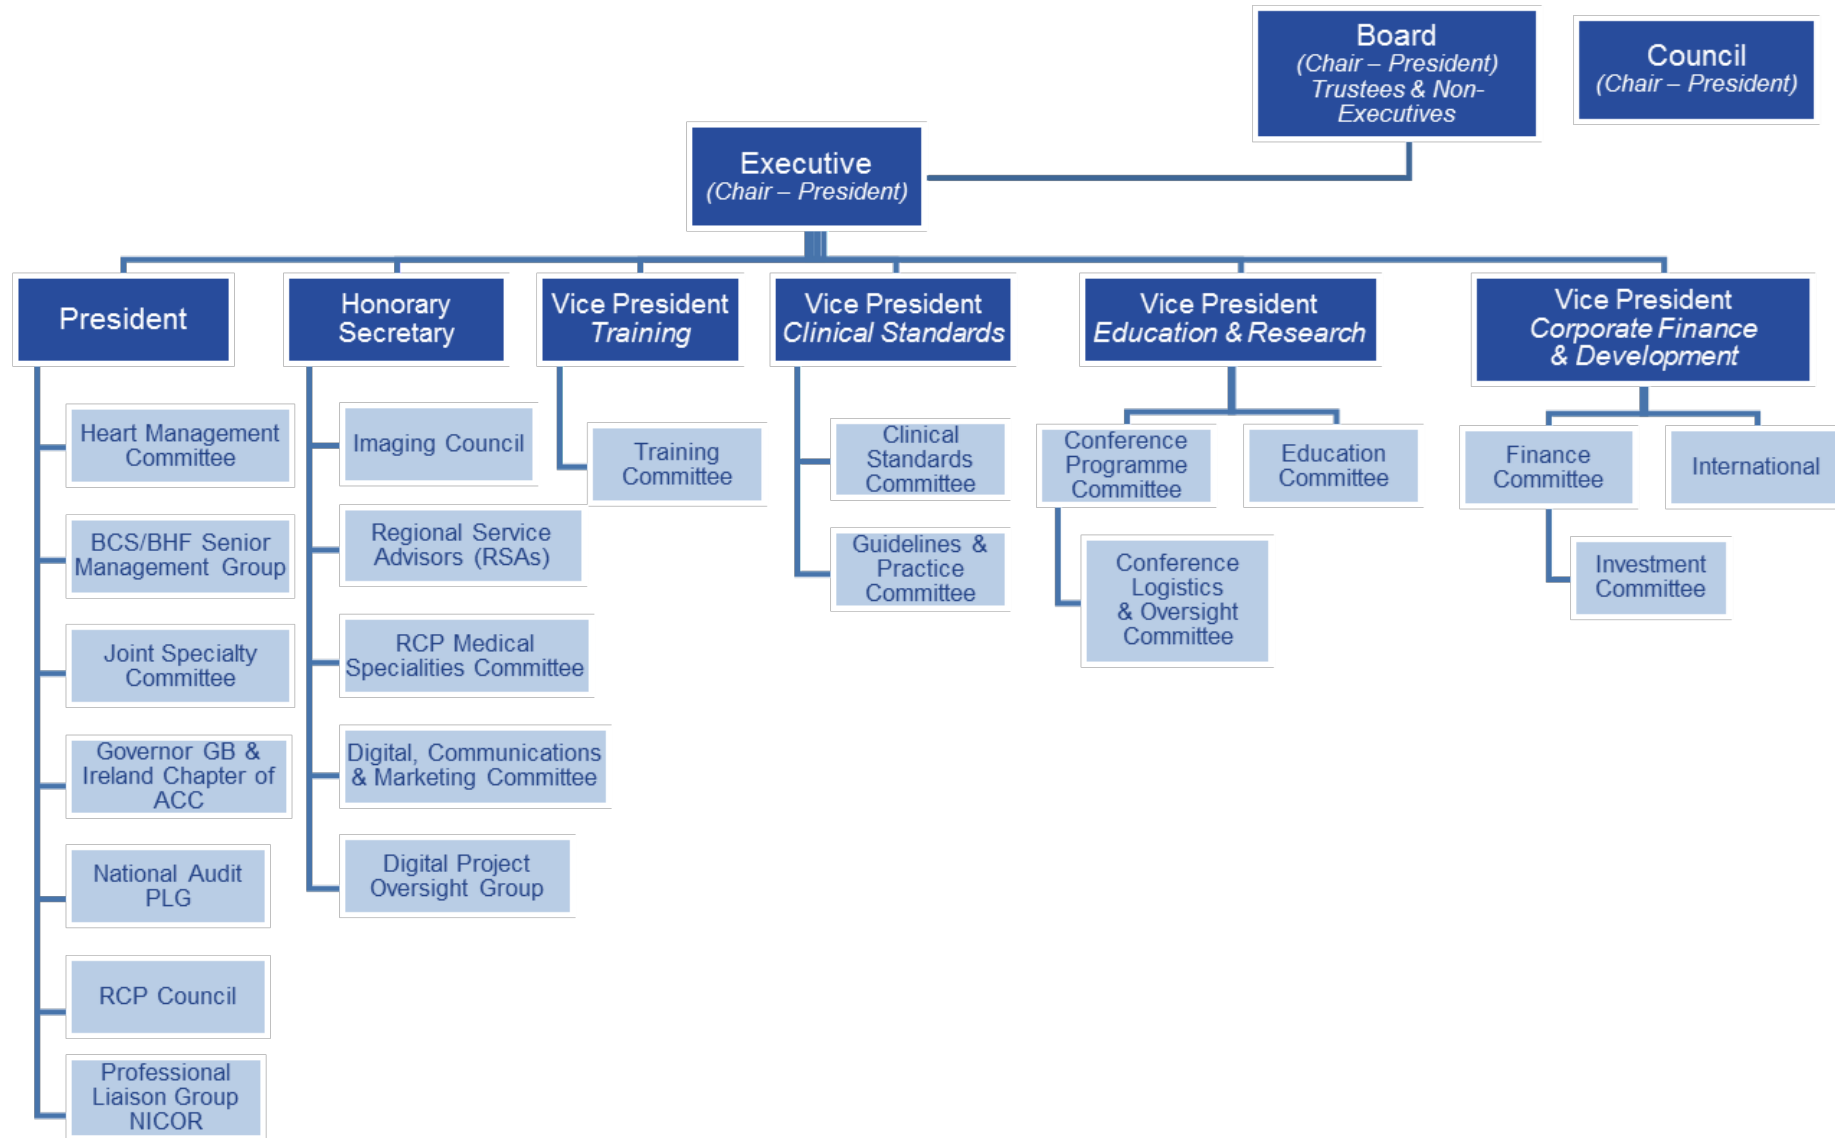 Board
(Chair – President)
Trustees & Non-
Executives
Council
(Chair – President)
Executive
(Chair – President)
President
Honorary
Secretary
Vice President
Training
Vice President
Clinical Standards
Vice President
Education & Research
Vice President
Corporate Finance
& Development
Heart Management
Committee
BCS/BHF Senior
Management Group
Joint Specialty
Committee
Governor GB &
Ireland Chapter of
ACC
National Audit
PLG
RCP Council
Professional
Liaison Group
NICOR
Imaging Council
Regional Service
Advisors (RSAs)
RCP Medical
Specialities Committee
Digital, Communications
& Marketing Committee
Digital Project
Oversight Group
Training
Committee
Clinical
Standards
Committee
Guidelines &
Practice
Committee
Conference
Programme
Committee
Conference
Logistics
& Oversight
Committee
Education
Committee
Finance
Committee
Investment
Committee
International